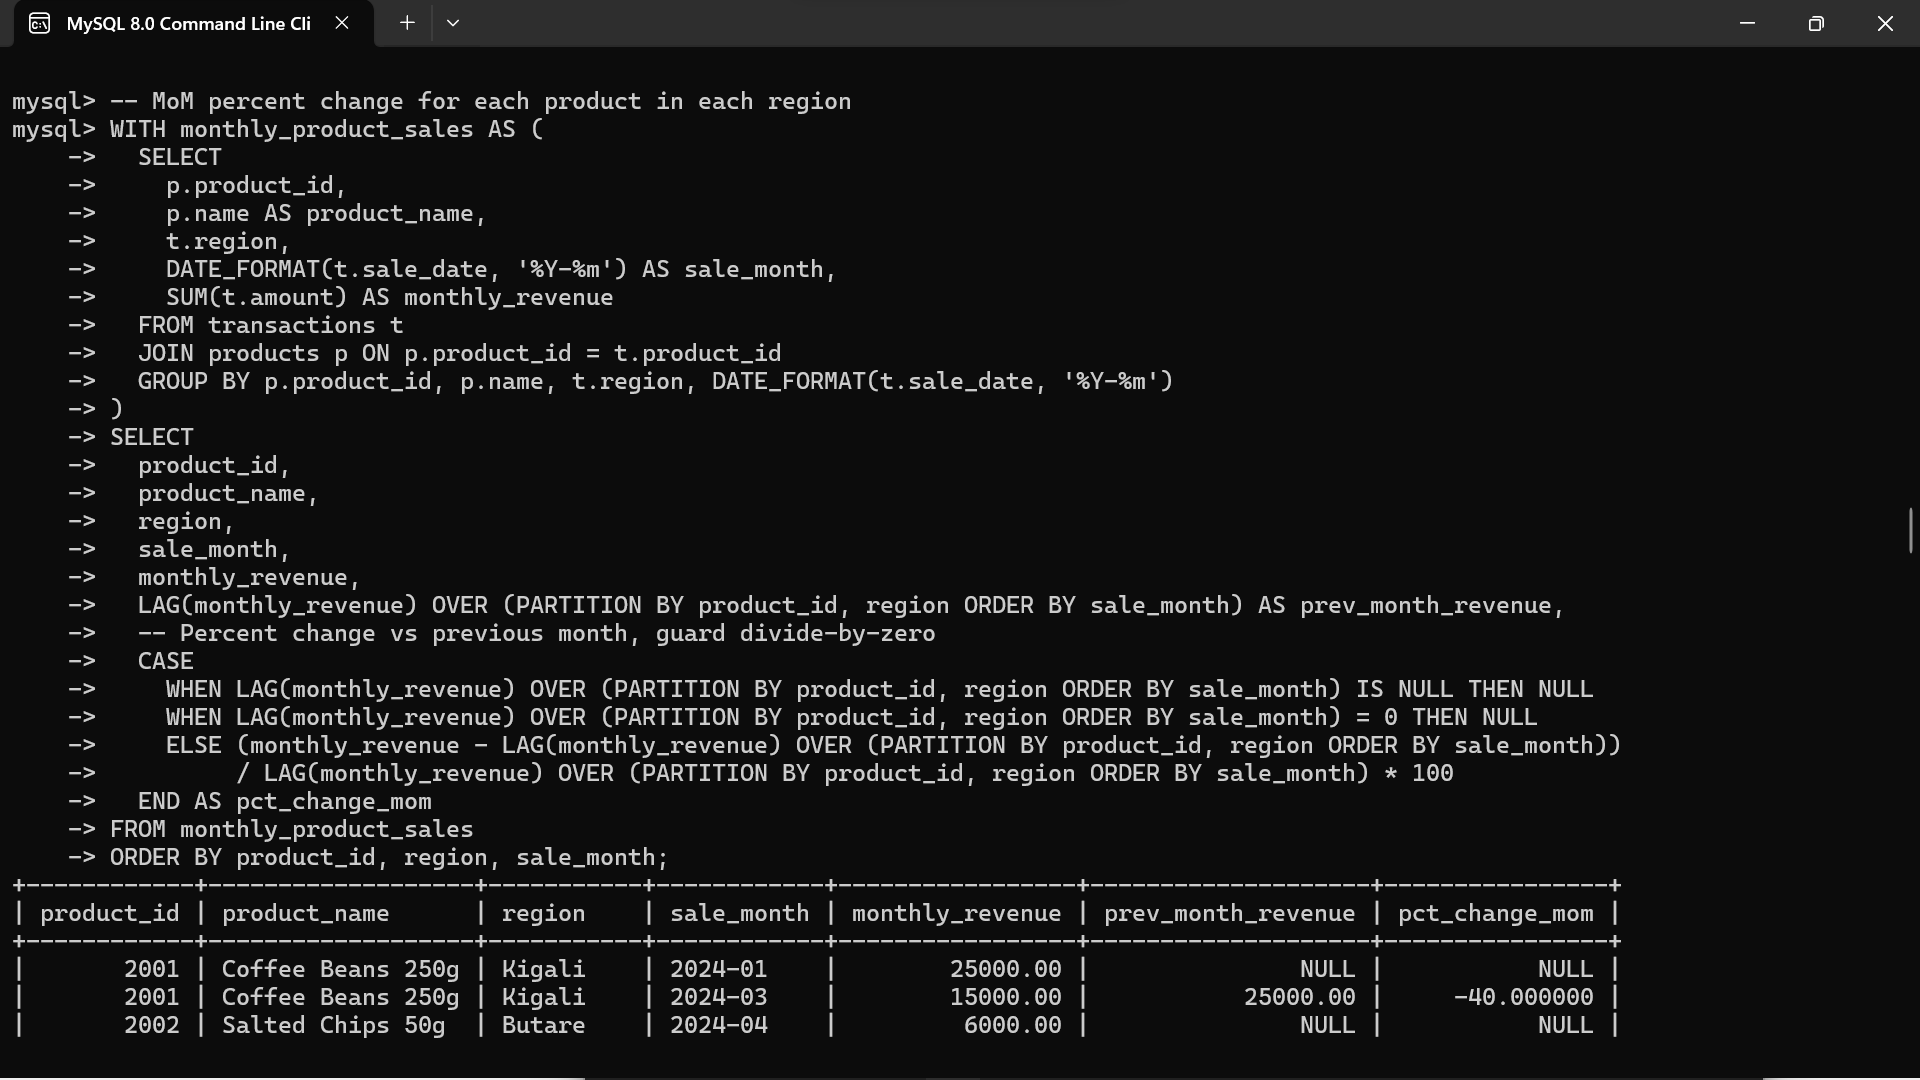 MySQL 8.0 Command Line Cli
mysql> -- MoM percent change for each product in each region
mysql> WITH monthly_product_sales AS (
    ->   SELECT
    ->     p.product_id,
    ->     p.name AS product_name,
    ->     t.region,
    ->     DATE_FORMAT(t.sale_date, '%Y-%m') AS sale_month,
    ->     SUM(t.amount) AS monthly_revenue
    ->   FROM transactions t
    ->   JOIN products p ON p.product_id = t.product_id
    ->   GROUP BY p.product_id, p.name, t.region, DATE_FORMAT(t.sale_date, '%Y-%m')
    -> )
    -> SELECT
    ->   product_id,
    ->   product_name,
    ->   region,
    ->   sale_month,
    ->   monthly_revenue,
    ->   LAG(monthly_revenue) OVER (PARTITION BY product_id, region ORDER BY sale_month) AS prev_month_revenue,
    ->   -- Percent change vs previous month, guard divide-by-zero
    ->   CASE
    ->     WHEN LAG(monthly_revenue) OVER (PARTITION BY product_id, region ORDER BY sale_month) IS NULL THEN NULL
    ->     WHEN LAG(monthly_revenue) OVER (PARTITION BY product_id, region ORDER BY sale_month) = 0 THEN NULL
    ->     ELSE (monthly_revenue - LAG(monthly_revenue) OVER (PARTITION BY product_id, region ORDER BY sale_month))
    ->          / LAG(monthly_revenue) OVER (PARTITION BY product_id, region ORDER BY sale_month) * 100
    ->   END AS pct_change_mom
    -> FROM monthly_product_sales
    -> ORDER BY product_id, region, sale_month;
+------------+-------------------+-----------+------------+-----------------+--------------------+----------------+
| product_id | product_name      | region    | sale_month | monthly_revenue | prev_month_revenue | pct_change_mom |
+------------+-------------------+-----------+------------+-----------------+--------------------+----------------+
|       2001 | Coffee Beans 250g | Kigali    | 2024-01    |        25000.00 |               NULL |           NULL |
|       2001 | Coffee Beans 250g | Kigali    | 2024-03    |        15000.00 |           25000.00 |     -40.000000 |
|       2002 | Salted Chips 50g  | Butare    | 2024-04    |         6000.00 |               NULL |           NULL |